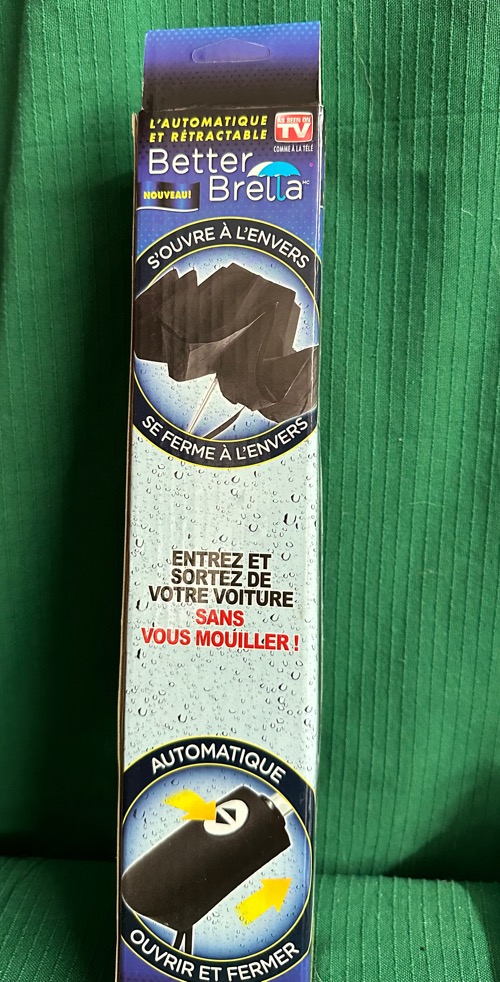 L'AUTOMATIQUE
ET RÉTRACTABLE
AS SEEN ON
TV
COMME À LA TÉLÉ
Better
Brella MC
NOUVEAU!
S'OUVRE À L'ENVERS
SE FERME À L'ENVERS
ENTREZ ET
SORTEZ DE
VOTRE VOITURE
SANS
VOUS MOUILLER !
AUTOMATIQUE
OUVRIR ET FERMER